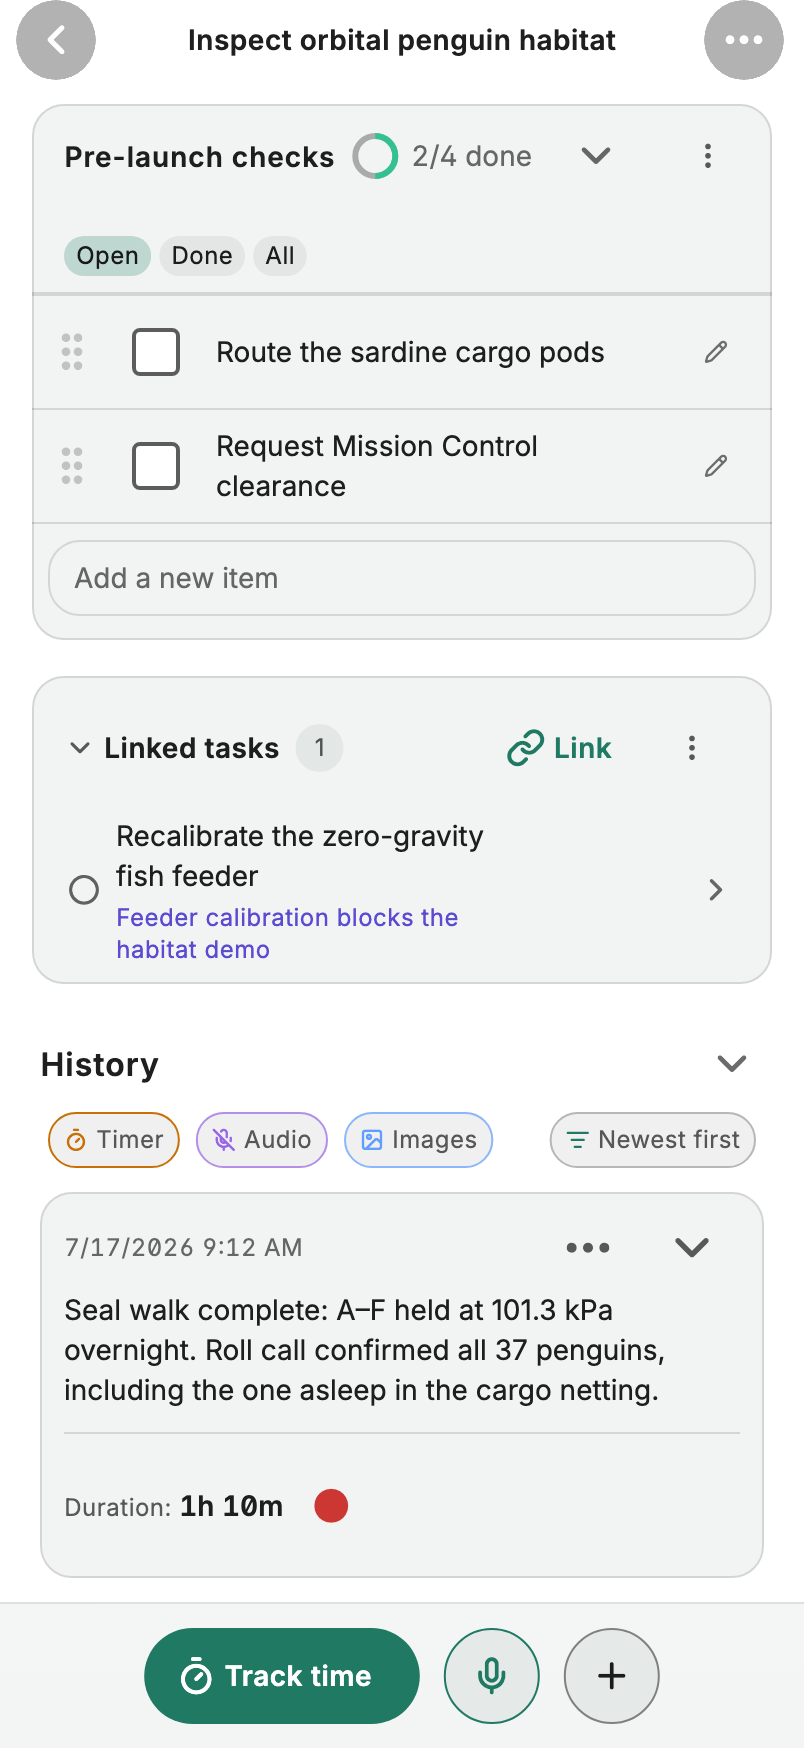 Inspect orbital penguin habitat
Pre-launch checks
2/4 done
Open
Done
All
Route the sardine cargo pods
Request Mission Control
clearance
Add a new item
Linked tasks
1
Link
Recalibrate the zero-gravity
fish feeder
Feeder calibration blocks the
habitat demo
History
Timer
Audio
Images
Newest first
7/17/2026 9:12 AM
Seal walk complete: A–F held at 101.3 kPa
overnight. Roll call confirmed all 37 penguins,
including the one asleep in the cargo netting.
Duration: 1h 10m
Track time